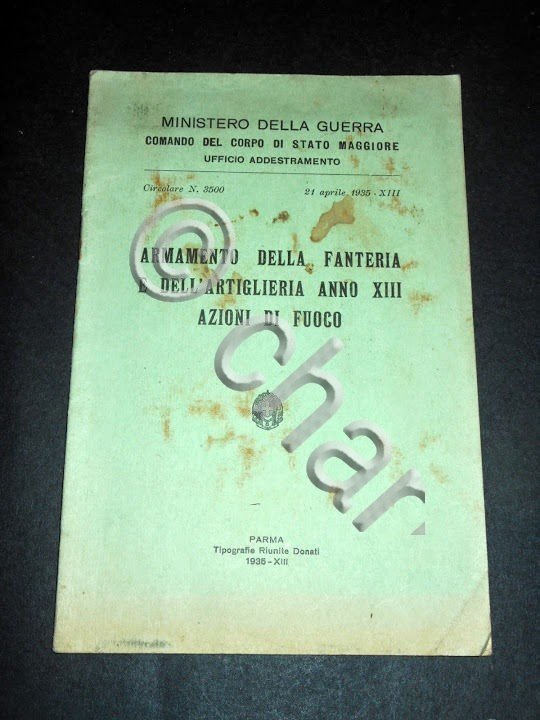 MINISTERO DELLA GUERRA
COMANDO DEL CORPO DI STATO MAGGIORE
UFFICIO ADDESTRAMENTO
Circolare N. 3500 21 aprile 1935 - XIII
ARMAMENTO DELLA FANTERIA
E DELL'ARTIGLIERIA ANNO XIII
AZIONI DI FUOCO
© char
PARMA
Tipografie Riunite Donati
1935 - XIII